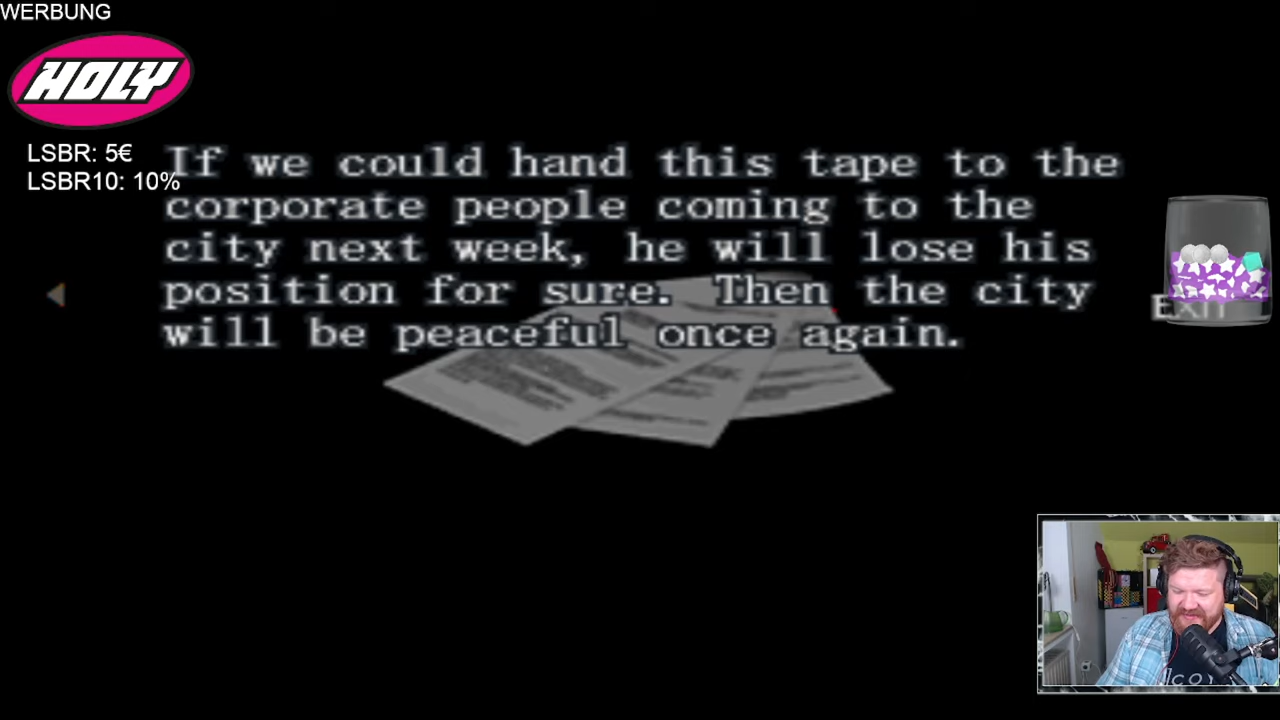 WERBUNG
HOLY
LSBR: 5€
LSBR10: 10%
If we could hand this tape to the
corporate people coming to the
city next week, he will lose his
position for sure. Then the city
will be peaceful once again.
Exit